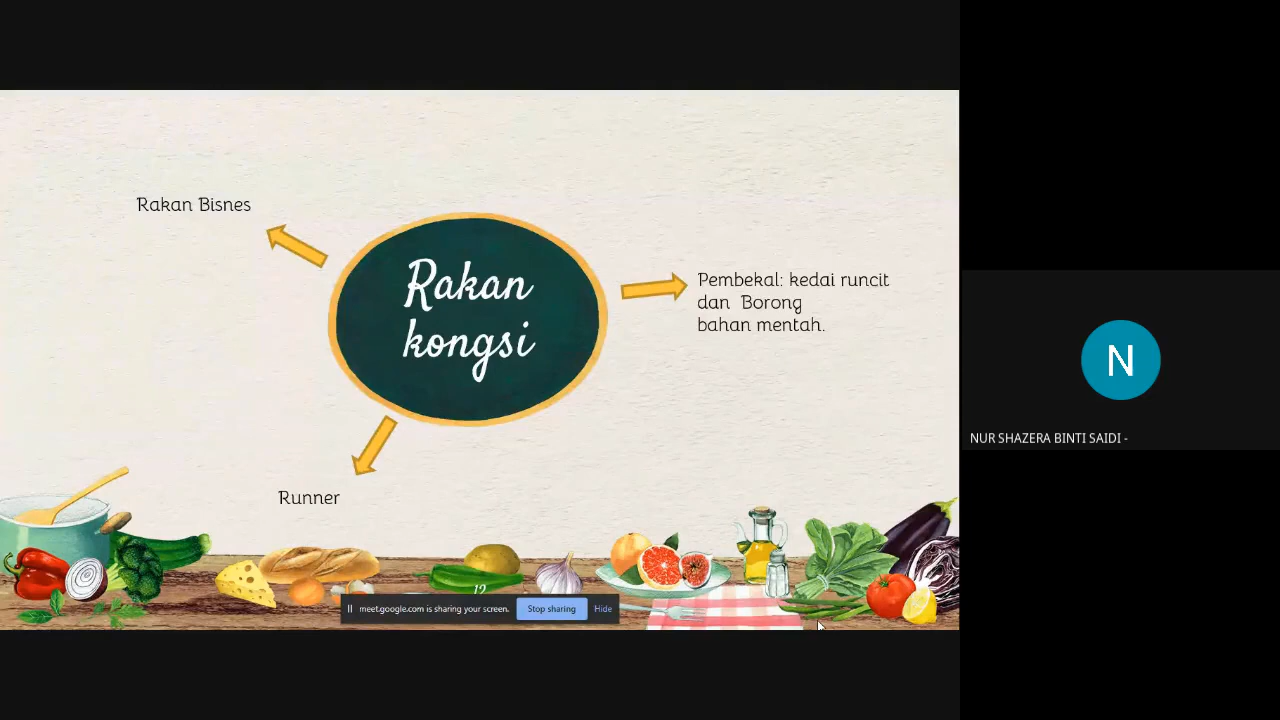 Rakan Bisnes
Rakan
kongsi
Pembekal: kedai runcit
dan Borong
bahan mentah.
Runner
12
meet.google.com is sharing your screen.
Stop sharing
Hide
N
NUR SHAZERA BINTI SAIDI -